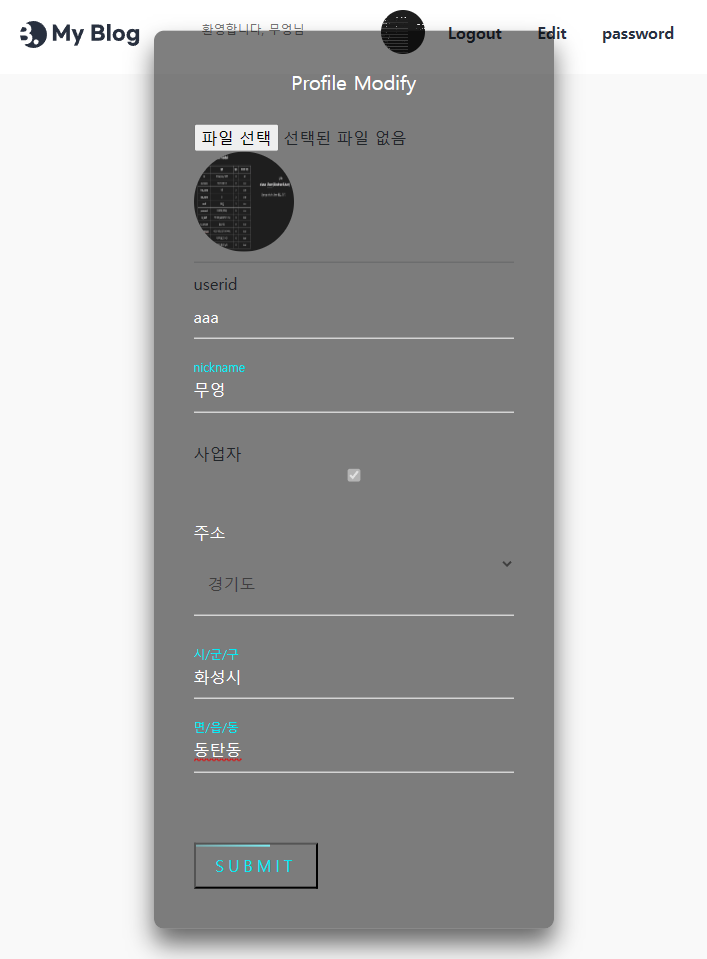 My Blog
환영합니다, 무엉님
Logout Edit password
Profile Modify
파일 선택 선택된 파일 없음
userid
aaa
nickname
무엉
사업자
주소
경기도
시/군/구
화성시
면/읍/동
동탄동
SUBMIT